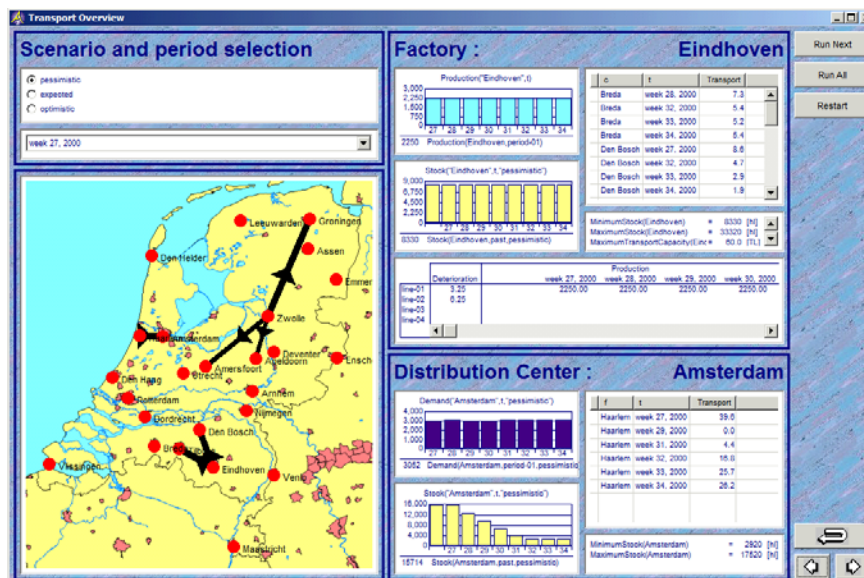 Transport Overview
Scenario and period selection
pessimistic
expected
optimistic
week 27, 2000
Leeuwarden
Groningen
Assen
Den Helder
Emmen
Zwolle
Amsterdam
Deventer
Apeldoorn
Ensch
Amersfoort
Utrecht
Den Haag
Arnhem
Rotterdam
Nijmegen
Dordrecht
Den Bosch
Breda
Eindhoven
Vlissingen
Venlo
Maastricht
Factory : Eindhoven
Production("Eindhoven",t)
3,000
2,250
1,500
750
0
27 28 29 30 31 32 33 34
2250 Production(Eindhoven,period-01)
Stock("Eindhoven",t,"pessimistic")
9,000
6,750
4,500
2,250
0
27 28 29 30 31 32 33 34
8330 Stock(Eindhoven,past,pessimistic)
c t Transport
Breda week 28, 2000 7.3
Breda week 32, 2000 5.4
Breda week 33, 2000 5.2
Breda week 34, 2000 5.4
Den Bosch week 27, 2000 8.6
Den Bosch week 32, 2000 4.7
Den Bosch week 33, 2000 2.9
Den Bosch week 34, 2000 1.9
MinimumStock(Eindhoven) = 8330 [hl]
MaximumStock(Eindhoven) = 33320 [hl]
MaximumTransportCapacity(Einc = 60.0 [TL]
Production
Deterioration week 27, 2000 week 28, 2000 week 29, 2000 week 30, 2000
line-01 3.25 2250.00 2250.00 2250.00 2250.00
line-02 6.25
line-03
line-04
Distribution Center : Amsterdam
Demand("Amsterdam",t,"pessimistic")
4,000
3,000
2,000
1,000
0
27 28 29 30 31 32 33 34
3062 Demand(Amsterdam,period-01,pessimistic
Stock("Amsterdam",t,"pessimistic")
16,000
12,000
8,000
4,000
0
27 28 29 30 31 32 33 34
15714 Stock(Amsterdam,past,pessimistic)
f t Transport
Haarlem week 27, 2000 39.6
Haarlem week 29, 2000 0.0
Haarlem week 31, 2000 4.4
Haarlem week 32, 2000 16.8
Haarlem week 33, 2000 25.7
Haarlem week 34, 2000 26.2
MinimumStock(Amsterdam) = 2920 [hl]
MaximumStock(Amsterdam) = 17520 [hl]
Run Next
Run All
Restart